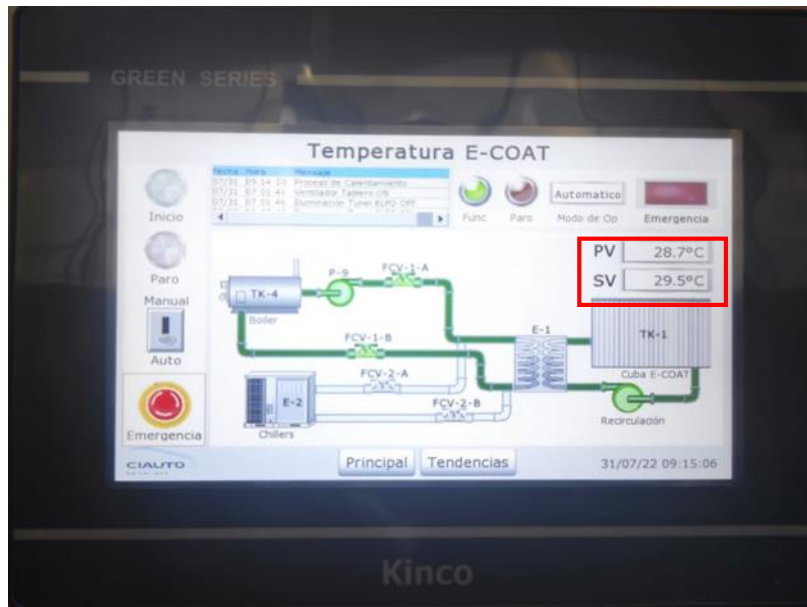 GREEN SERIES
Temperatura E-COAT
Fecha Hora Mensaje
07/31 09 14 59 Proceso de Calentamiento
07/31 07 01 46 Ventilador Tablero ON
07/31 07 01 46 Iluminacion Tunel ELPO OFF
Inicio
Func
Paro
Automatico
Modo de Op
Emergencia
PV 28.7°C
SV 29.5°C
Paro
Manual
Auto
Emergencia
P-9
FCV-1-A
TK-4
Boiler
FCV-1-B
E-1
TK-1
Cuba E-COAT
FCV-2-A
E-2
FCV-2-B
Chillers
Recirculación
CIAUTO
Principal
Tendencias
31/07/22 09:15:06
Kinco